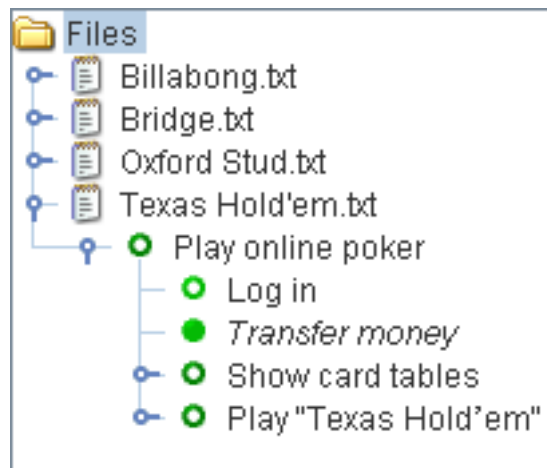 Files
Billabong.txt
Bridge.txt
Oxford Stud.txt
Texas Hold'em.txt
Play online poker
Log in
Transfer money
Show card tables
Play "Texas Hold’em"